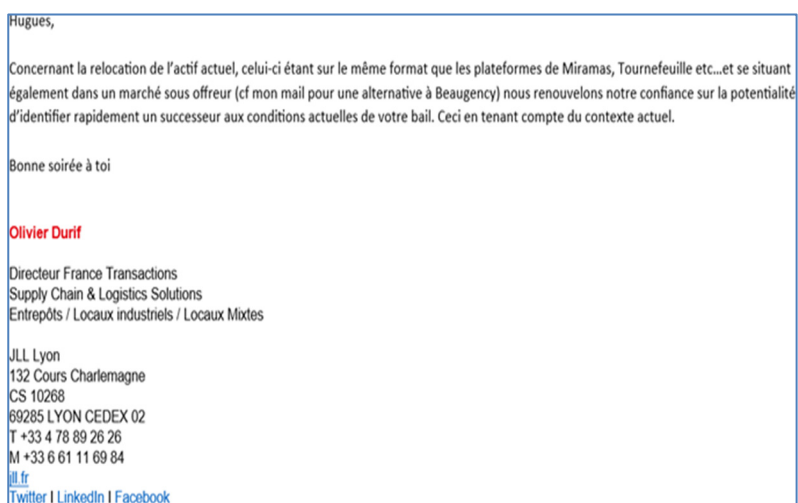 Hugues,
Concernant la relocation de l'actif actuel, celui-ci étant sur le même format que les plateformes de Miramas, Tournefeuille etc…et se situant
également dans un marché sous offreur (cf mon mail pour une alternative à Beaugency) nous renouvelons notre confiance sur la potentialité
d'identifier rapidement un successeur aux conditions actuelles de votre bail. Ceci en tenant compte du contexte actuel.
Bonne soirée à toi
Olivier Durif
Directeur France Transactions
Supply Chain & Logistics Solutions
Entrepôts / Locaux industriels / Locaux Mixtes
JLL Lyon
132 Cours Charlemagne
CS 10268
69285 LYON CEDEX 02
T +33 4 78 89 26 26
M +33 6 61 11 69 84
jll.fr
Twitter | LinkedIn | Facebook